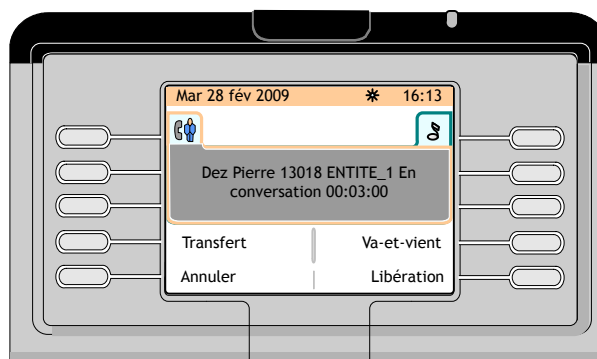 Mar 28 fév 2009 16:13
Dez Pierre 13018 ENTITE_1 En
conversation 00:03:00
Transfert Va-et-vient
Annuler Libération